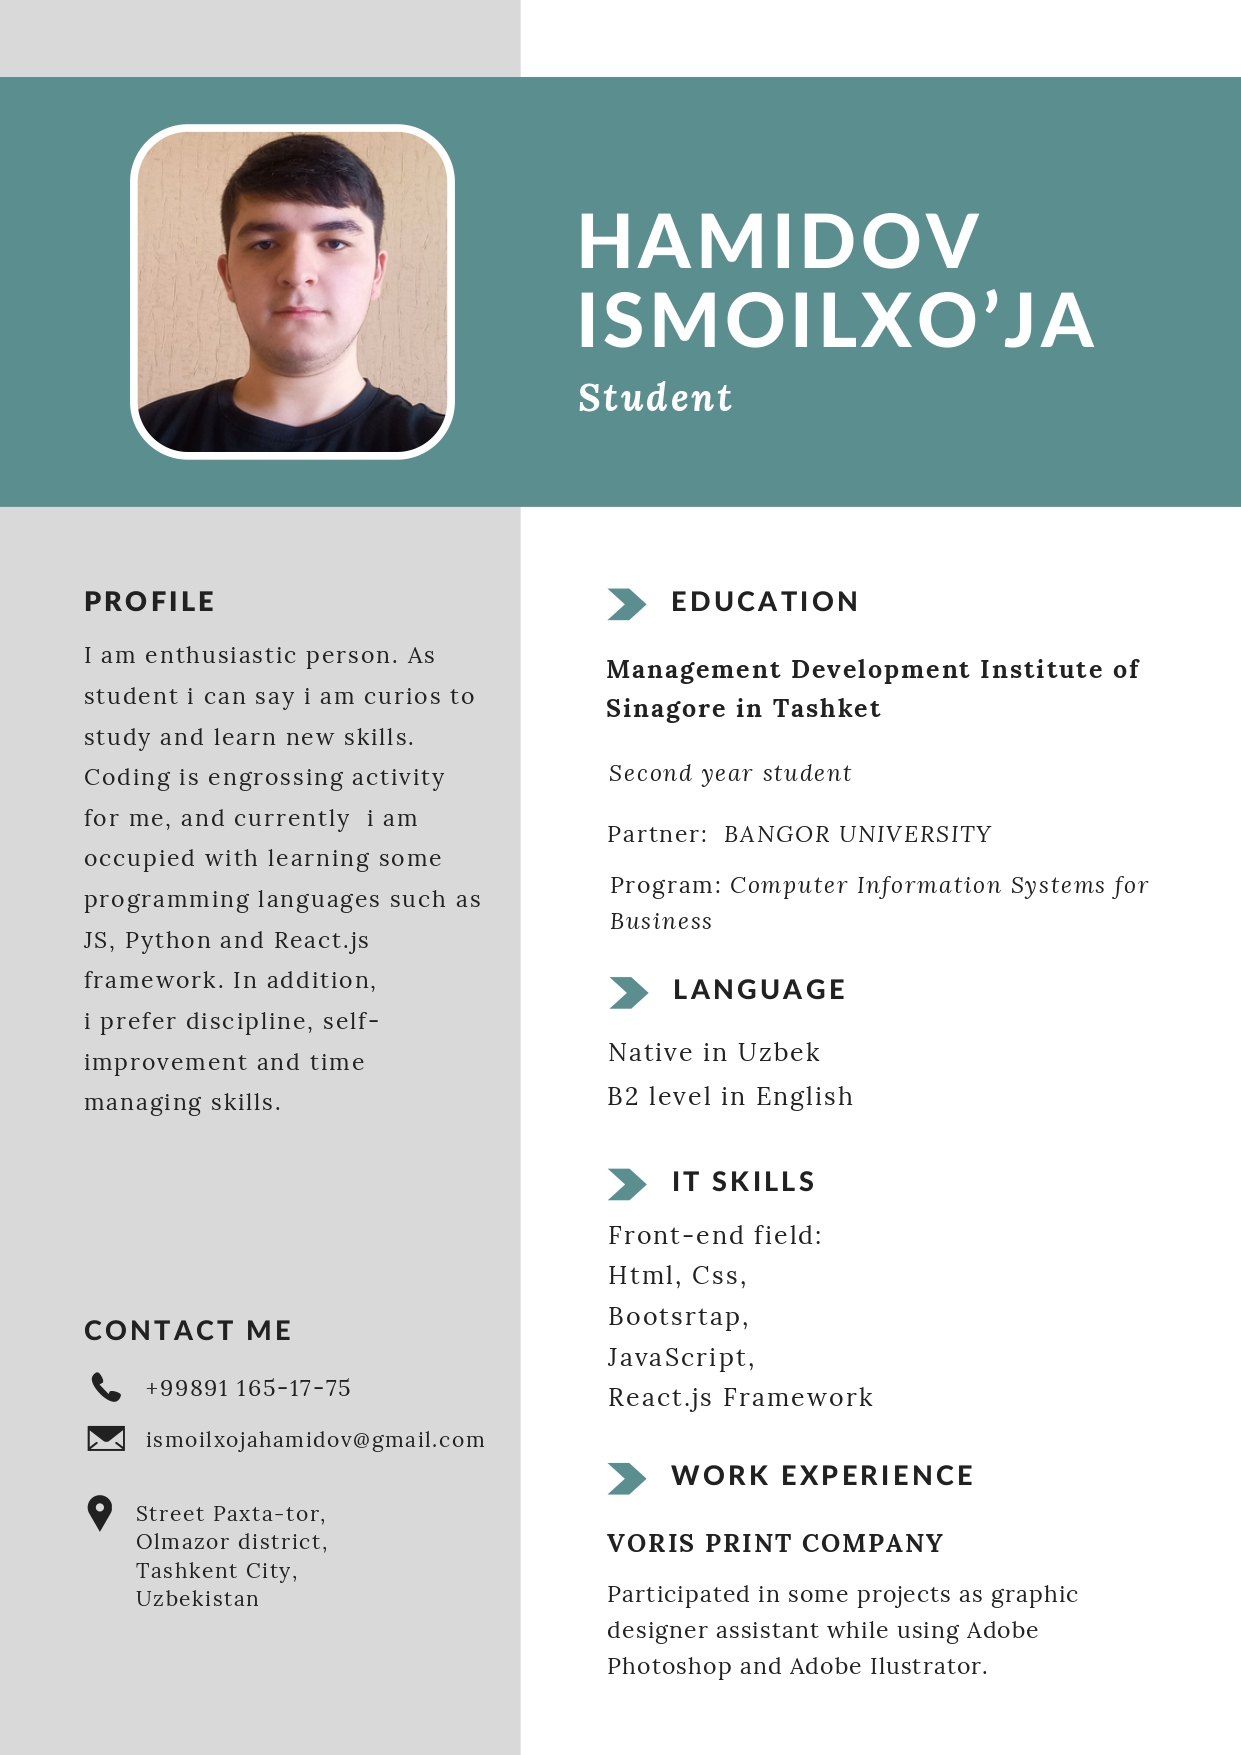 HAMIDOV
ISMOILXO’JA
Student
PROFILE
I am enthusiastic person. As
student i can say i am curios to
study and learn new skills.
Coding is engrossing activity
for me, and currently  i am
occupied with learning some
programming languages such as
JS, Python and React.js
framework. In addition,
i prefer discipline, self-
improvement and time
managing skills.
CONTACT ME
+99891 165-17-75
ismoilxojahamidov@gmail.com
Street Paxta-tor,
Olmazor district,
Tashkent City,
Uzbekistan
EDUCATION
Management Development Institute of
Sinagore in Tashket
Second year student
Partner:  BANGOR UNIVERSITY
Program: Computer Information Systems for
Business
LANGUAGE
Native in Uzbek
B2 level in English
IT SKILLS
Front-end field:
Html, Css,
Bootsrtap,
JavaScript,
React.js Framework
WORK EXPERIENCE
VORIS PRINT COMPANY
Participated in some projects as graphic
designer assistant while using Adobe
Photoshop and Adobe Ilustrator.